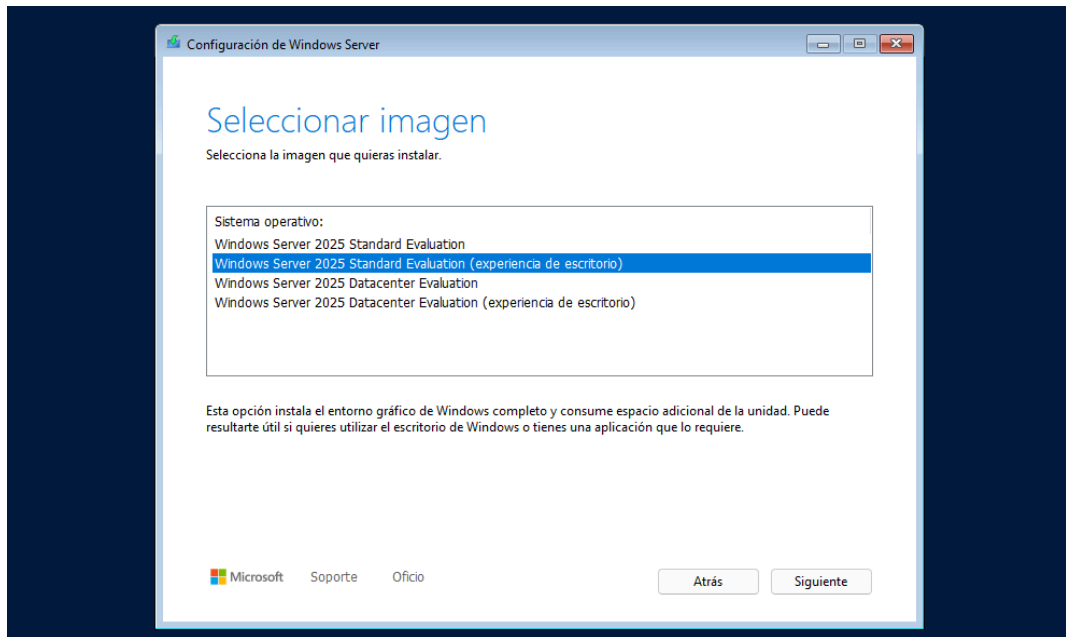 Configuración de Windows Server
Seleccionar imagen
Selecciona la imagen que quieras instalar.
Sistema operativo:
Windows Server 2025 Standard Evaluation
Windows Server 2025 Standard Evaluation (experiencia de escritorio)
Windows Server 2025 Datacenter Evaluation
Windows Server 2025 Datacenter Evaluation (experiencia de escritorio)
Esta opción instala el entorno gráfico de Windows completo y consume espacio adicional de la unidad. Puede
resultarte útil si quieres utilizar el escritorio de Windows o tienes una aplicación que lo requiere.
Microsoft Soporte Oficio Atrás Siguiente